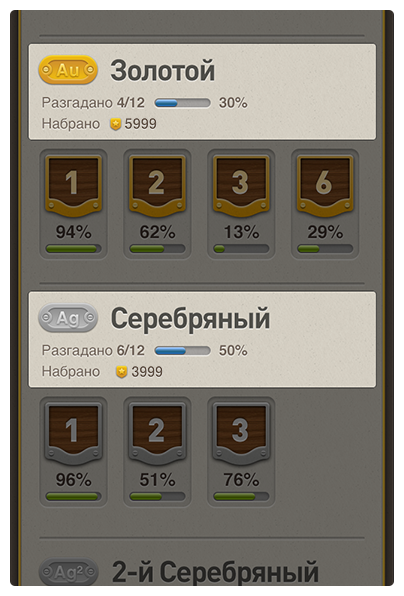 Au Золотой
Разгадано 4/12 30%
Набрано 5999
1 2 3 6
94% 62% 13% 29%
Ag Серебряный
Разгадано 6/12 50%
Набрано 3999
1 2 3
96% 51% 76%
Ag² 2-й Серебряный